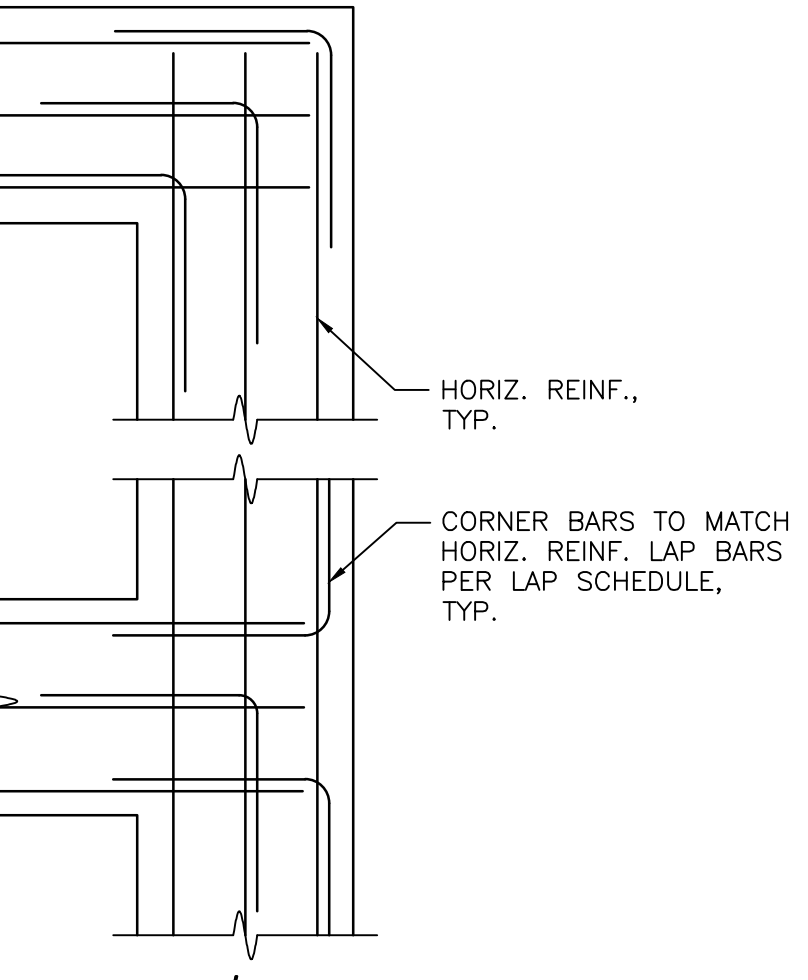 HORIZ. REINF.,
TYP.
CORNER BARS TO MATCH
HORIZ. REINF. LAP BARS
PER LAP SCHEDULE,
TYP.